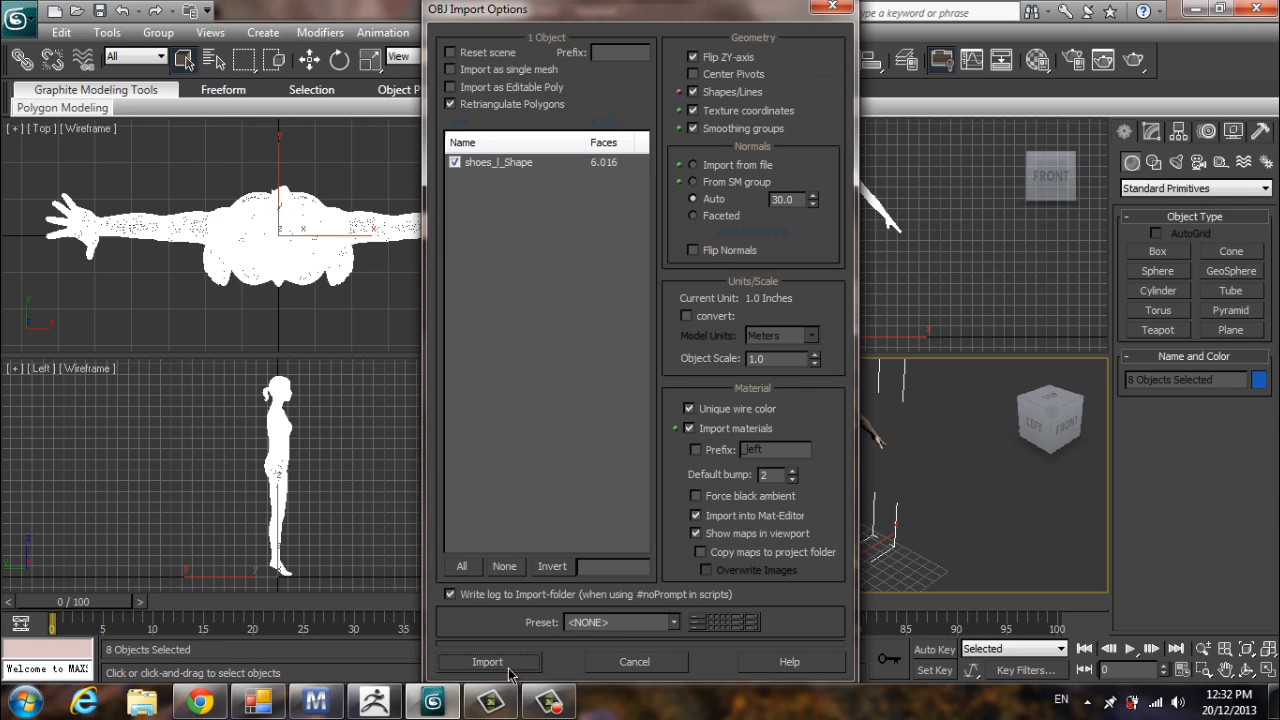 OBJ Import Options
ype a keyword or phrase
Edit Tools Group Views Create Modifiers Animation
All
View
Graphite Modeling Tools Freeform Selection Object P
Polygon Modeling
[ + ] [ Top ] [ Wireframe ]
[ + ] [ Left ] [ Wireframe ]
1 Object
Reset scene Prefix:
Import as single mesh
Import as Editable Poly
Retriangulate Polygons
Name Faces
shoes_l_Shape 6.016
All None Invert
Write log to Import-folder (when using #noPrompt in scripts)
Preset: <NONE>
Import Cancel Help
Geometry
Flip ZY-axis
Center Pivots
Shapes/Lines
Texture coordinates
Smoothing groups
Normals
Import from file
From SM group
Auto 30.0
Faceted
Flip Normals
Units/Scale
Current Unit: 1.0 Inches
convert:
Model Units: Meters
Object Scale: 1.0
Material
Unique wire color
Import materials
Prefix: _left
Default bump: 2
Force black ambient
Import into Mat-Editor
Show maps in viewport
Copy maps to project folder
Overwrite Images
FRONT
LEFT FRONT
Standard Primitives
Object Type
AutoGrid
Box Cone
Sphere GeoSphere
Cylinder Tube
Torus Pyramid
Teapot Plane
Name and Color
8 Objects Selected
< 0 / 100 >
0 5 10 15 20 25 30 35
85 90 95 100
Welcome to MAX
8 Objects Selected
Click or click-and-drag to select objects
Auto Key Selected
Set Key Key Filters...
0
EN
12:32 PM
20/12/2013